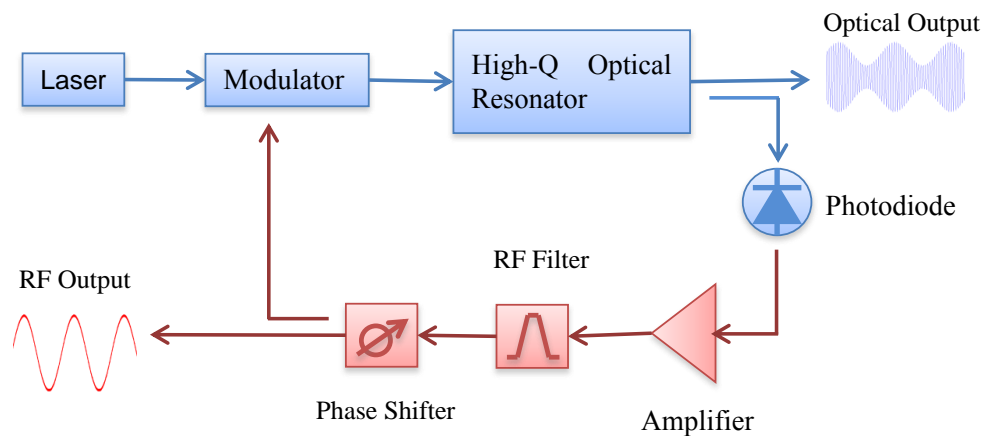 Optical Output
Laser
Modulator
High-Q Optical
Resonator
Photodiode
RF Filter
RF Output
Phase Shifter
Amplifier